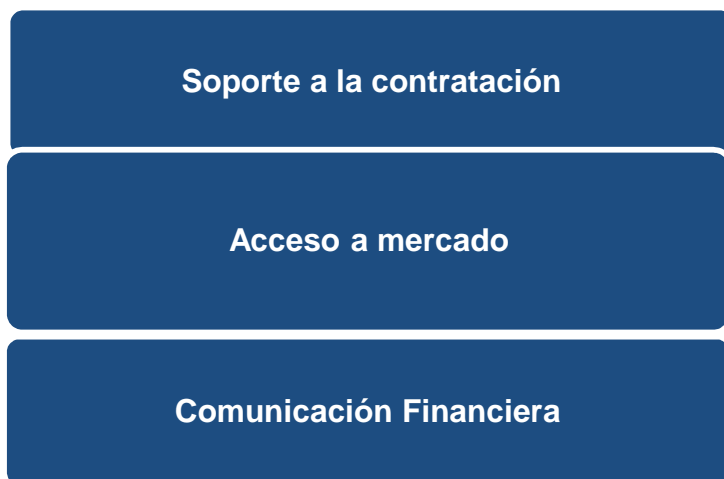 Soporte a la contratación
Acceso a mercado
Comunicación Financiera